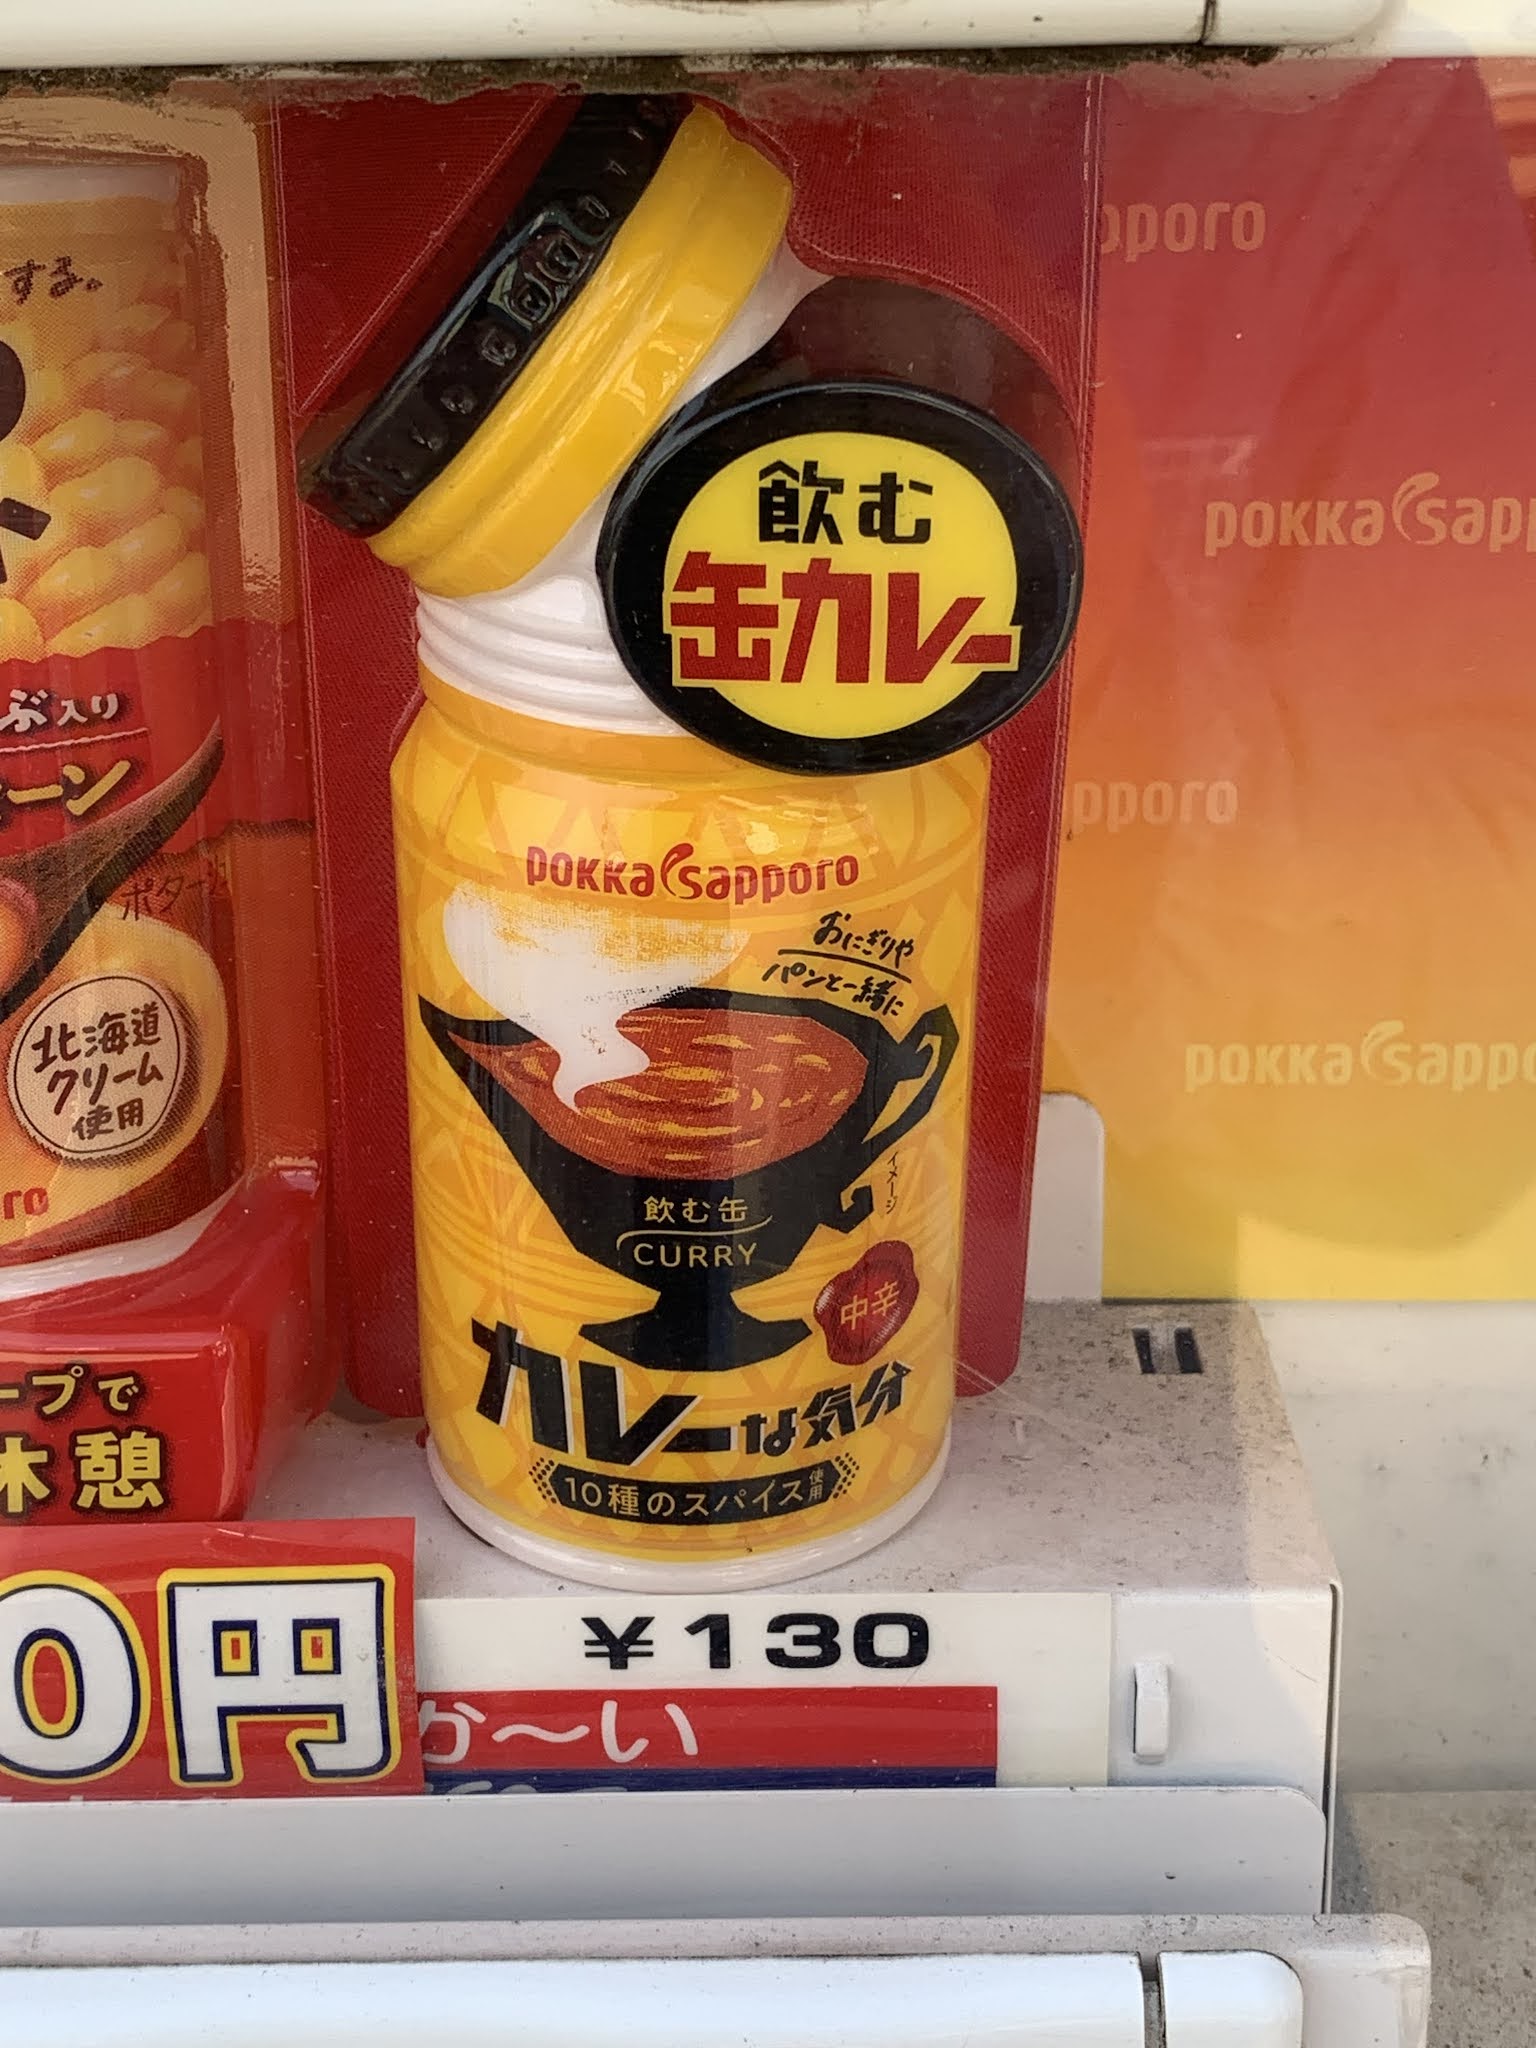 する。
ぶ入り
ーン
ポタージュ
北海道
クリーム
使用
ープで
休憩
0円
飲む
缶カレー
pokka sapporo
おにぎりや
パンと一緒に
イメージ
飲む缶
CURRY
中辛
カレーな気分
10種のスパイス使用
¥130
か〜い
pporo
pokka sapp
pporo
pokka sappo